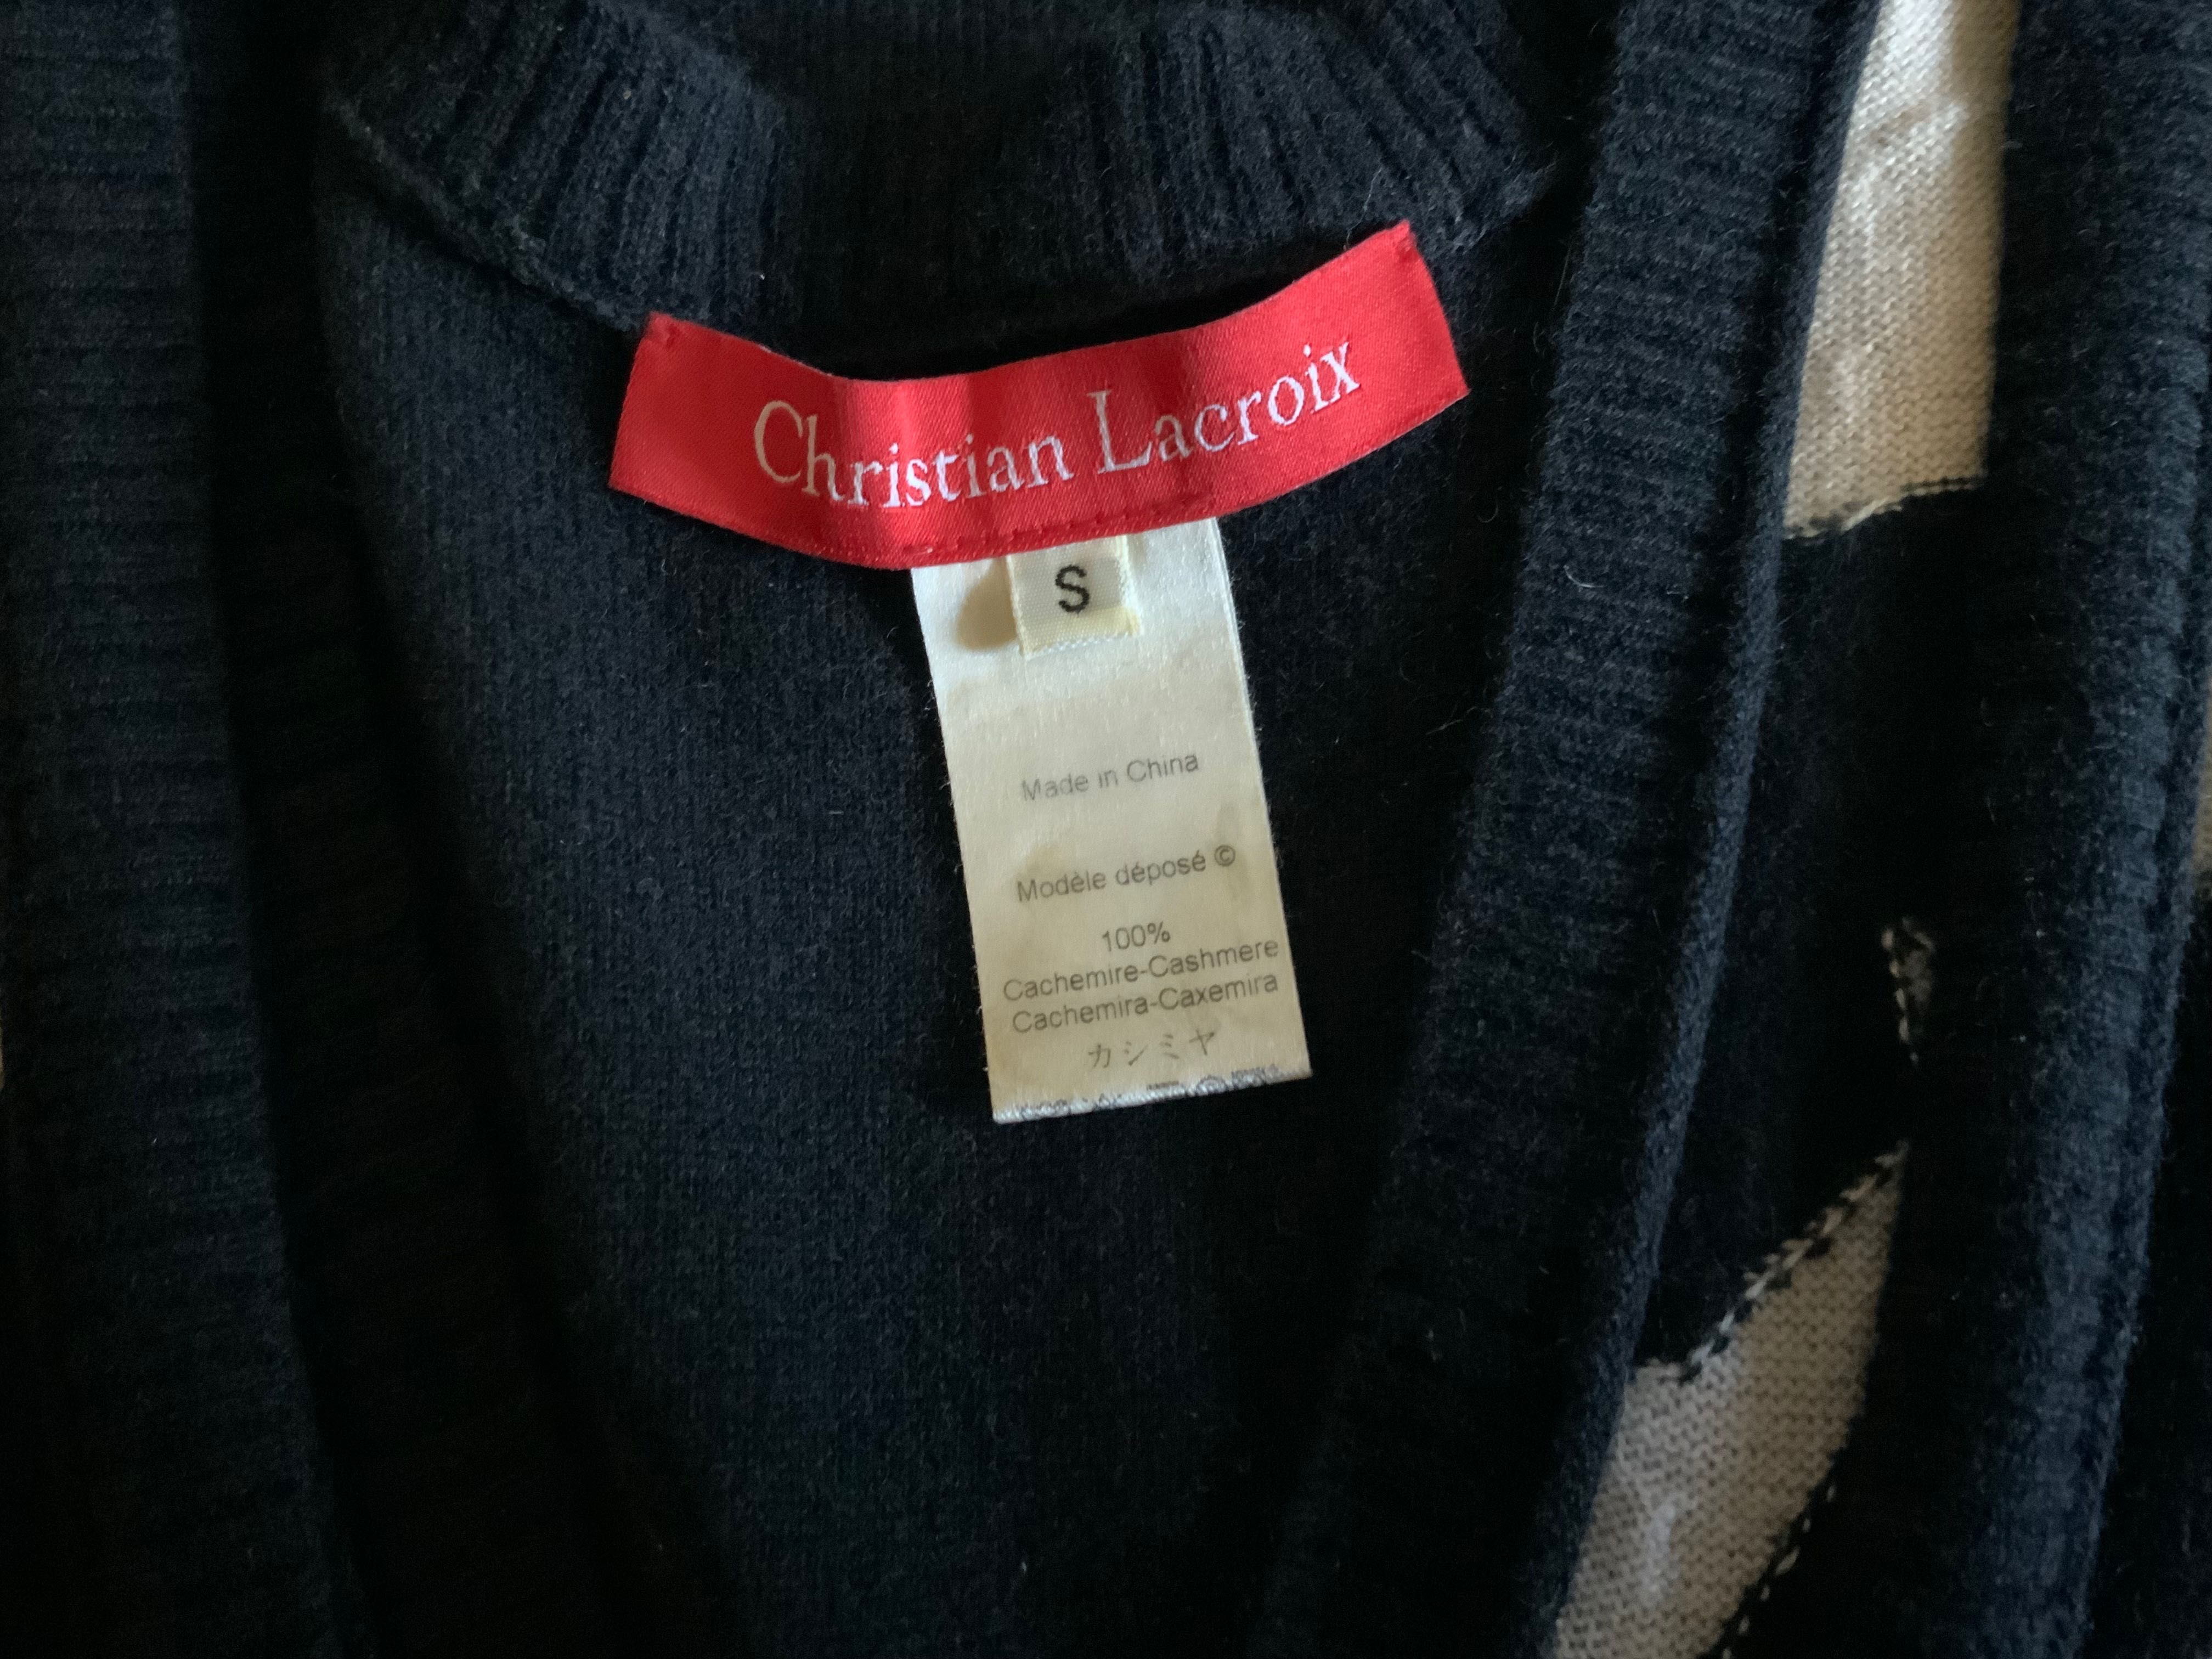 Christian Lacroix
S
Made in China
Modèle déposé ©
100%
Cachemire-Cashmere
Cachemira-Caxemira
カシミヤ